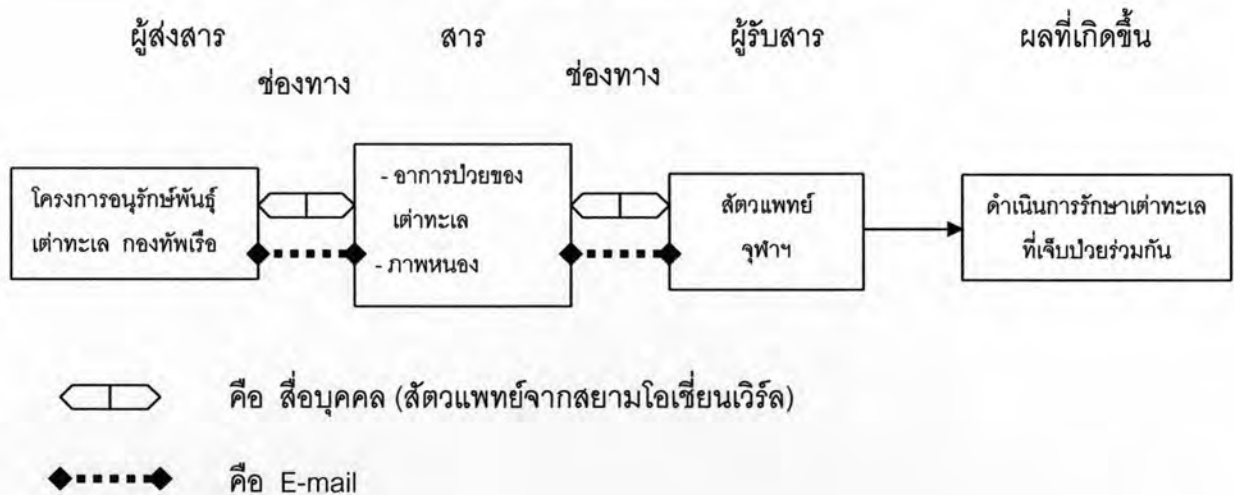 ผู้ส่งสาร สาร ผู้รับสาร ผลที่เกิดขึ้น
ช่องทาง ช่องทาง
โครงการอนุรักษ์พันธุ์
เต่าทะเล กองทัพเรือ
- อาการป่วยของ
เต่าทะเล
- ภาพหนอง
สัตวแพทย์
จุฬาฯ
ดำเนินการรักษาเต่าทะเล
ที่เจ็บป่วยร่วมกัน
คือ สื่อบุคคล (สัตวแพทย์จากสยามโอเชี่ยนเวิร์ล)
คือ E-mail